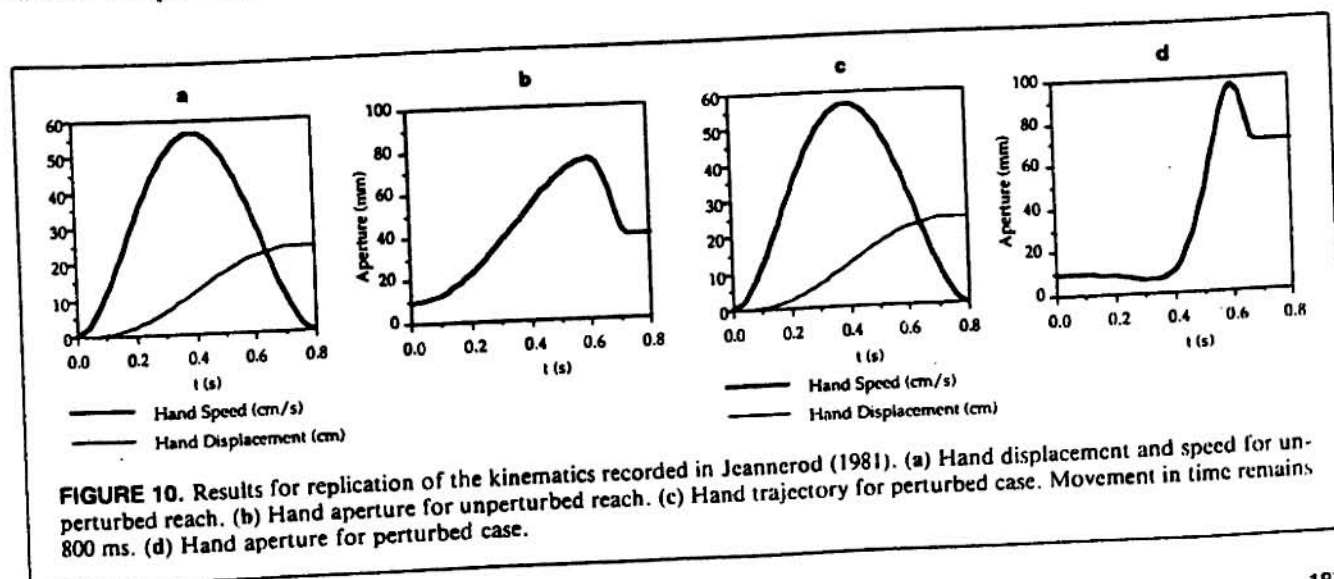 a
b
c
d
60
50
40
30
20
10
0
0.0 0.2 0.4 0.6 0.8
t (s)
Hand Speed (cm/s)
Hand Displacement (cm)
Aperture (mm)
100
80
60
40
20
0
0.0 0.2 0.4 0.6 0.8
t (s)
60
50
40
30
20
10
0
0.0 0.2 0.4 0.6 0.8
t (s)
Hand Speed (cm/s)
Hand Displacement (cm)
Aperture (mm)
100
80
60
40
20
0
0.0 0.2 0.4 0.6 0.8
t (s)
FIGURE 10. Results for replication of the kinematics recorded in Jeannerod (1981). (a) Hand displacement and speed for un-
perturbed reach. (b) Hand aperture for unperturbed reach. (c) Hand trajectory for perturbed case. Movement in time remains
800 ms. (d) Hand aperture for perturbed case.